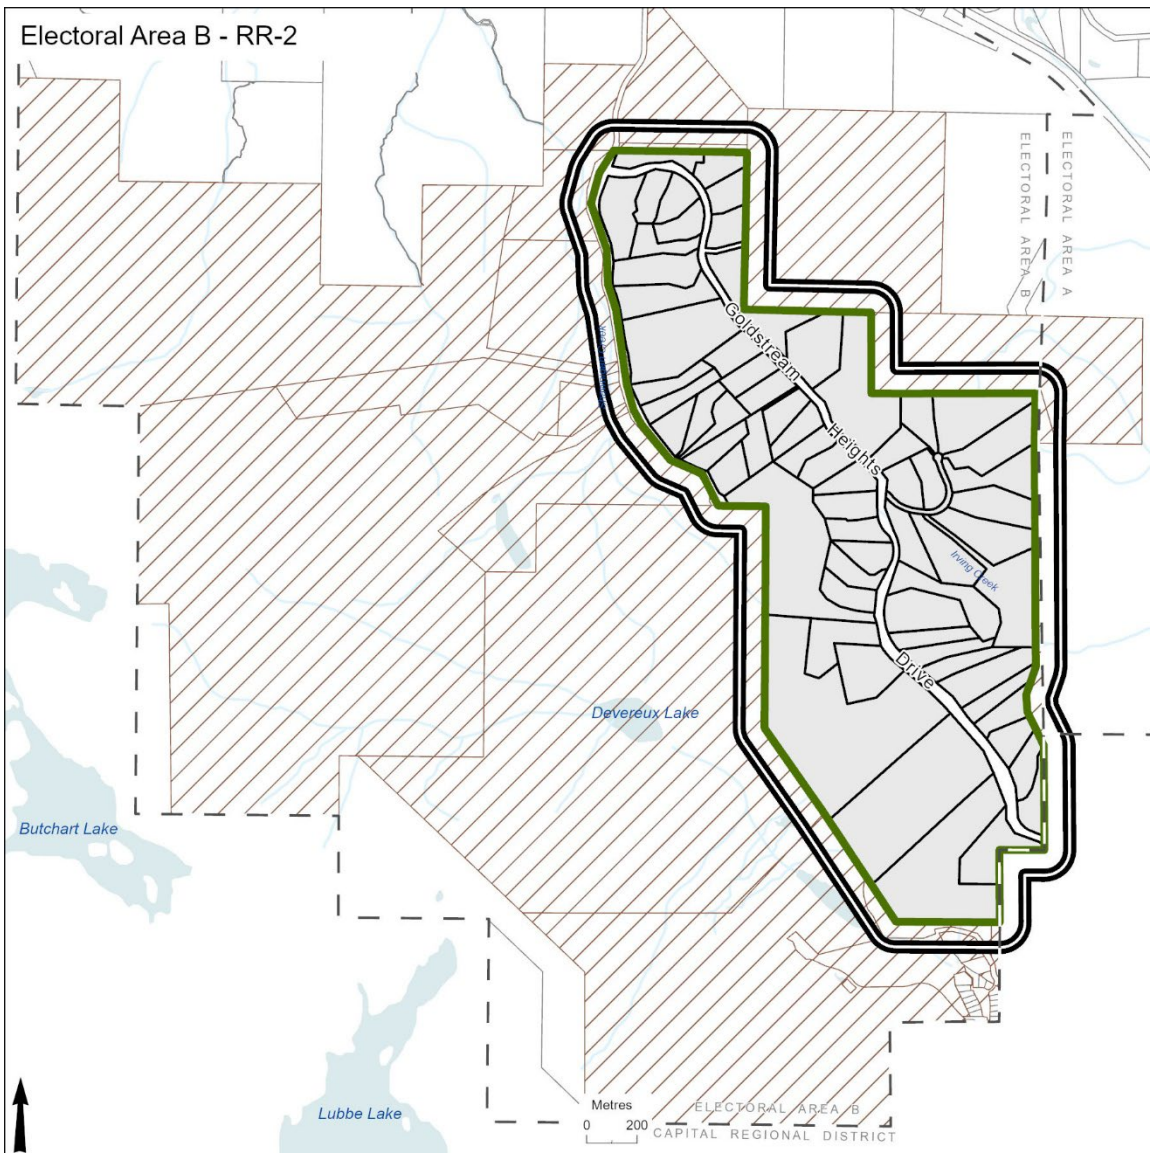 Electoral Area B - RR-2
ELECTORAL AREA B
ELECTORAL AREA A
Goldstream
Heights
Irving Creek
Drive
Devereux Lake
Butchart Lake
Lubbe Lake
Metres
0 200
ELECTORAL AREA B
CAPITAL REGIONAL DISTRICT